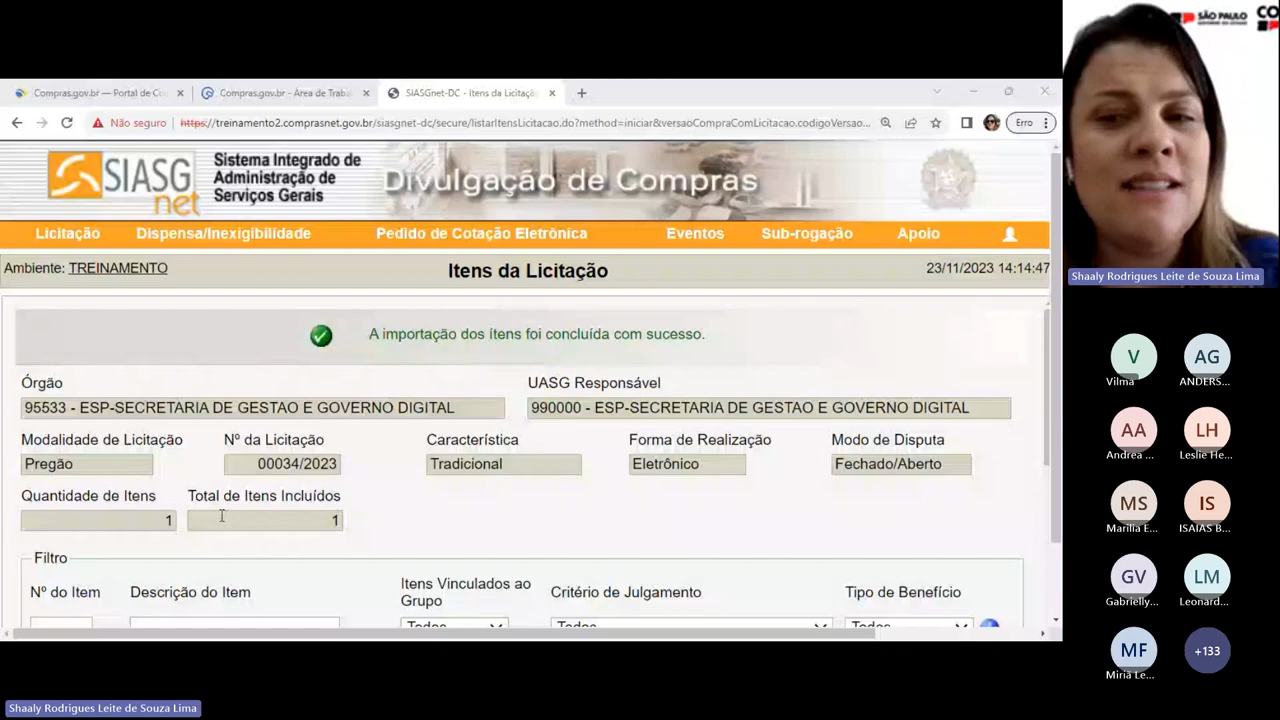 SÃO PAULO
CO
Compras.gov.br — Portal de Co
Compras.gov.br - Área de Traba
SIASGnet-DC - Itens da Licitaçã
Não seguro
https://treinamento2.comprasnet.gov.br/siasgnet-dc/secure/listarItensLicitacao.do?method=iniciar&versaoCompraComLicitacao.codigoVersao...
Erro
SIASG
net
Sistema Integrado de
Administração de
Serviços Gerais
Divulgação de Compras
Licitação Dispensa/Inexigibilidade Pedido de Cotação Eletrônica Eventos Sub-rogação Apoio
Ambiente: TREINAMENTO
Itens da Licitação
23/11/2023 14:14:47
A importação dos ítens foi concluída com sucesso.
Órgão UASG Responsável
95533 - ESP-SECRETARIA DE GESTAO E GOVERNO DIGITAL 990000 - ESP-SECRETARIA DE GESTAO E GOVERNO DIGITAL
Modalidade de Licitação Nº da Licitação Característica Forma de Realização Modo de Disputa
Pregão 00034/2023 Tradicional Eletrônico Fechado/Aberto
Quantidade de Itens Total de Itens Incluídos
1 1
Filtro
Nº do Item Descrição do Item Itens Vinculados ao
Grupo Critério de Julgamento Tipo de Benefício
Todos Todos Todos
Shaaly Rodrigues Leite de Souza Lima
V AG
Vilma ANDERS...
AA LH
Andrea ... Leslie He...
MS IS
Marilia E... ISAIAS B...
GV LM
Gabrielly... Leonard...
MF +133
Miriã Le...
Shaaly Rodrigues Leite de Souza Lima